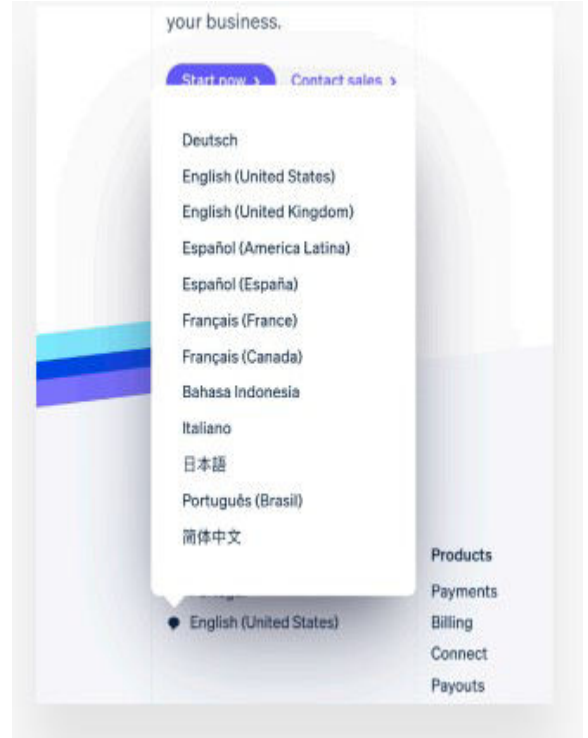 your business.
Start now >
Contact sales >
Deutsch
English (United States)
English (United Kingdom)
Español (America Latina)
Español (España)
Français (France)
Français (Canada)
Bahasa Indonesia
Italiano
日本語
Português (Brasil)
简体中文
English (United States)
Products
Payments
Billing
Connect
Payouts